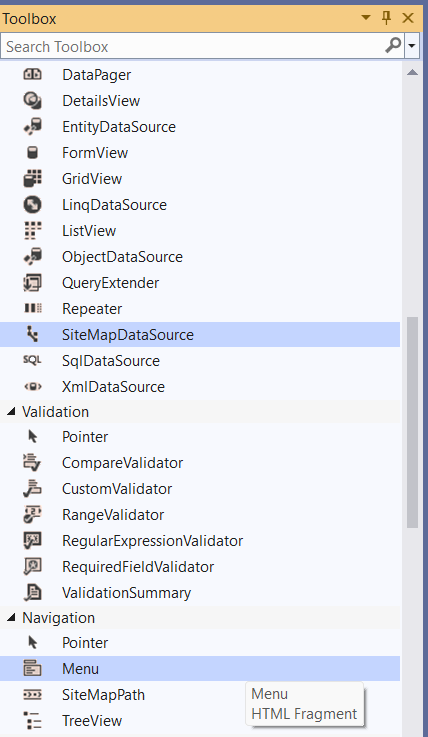 Toolbox
Search Toolbox
DataPager
DetailsView
EntityDataSource
FormView
GridView
LinqDataSource
ListView
ObjectDataSource
QueryExtender
Repeater
SiteMapDataSource
SQL SqlDataSource
XmlDataSource
Validation
Pointer
CompareValidator
CustomValidator
RangeValidator
RegularExpressionValidator
RequiredFieldValidator
ValidationSummary
Navigation
Pointer
Menu
SiteMapPath
TreeView
Menu
HTML Fragment